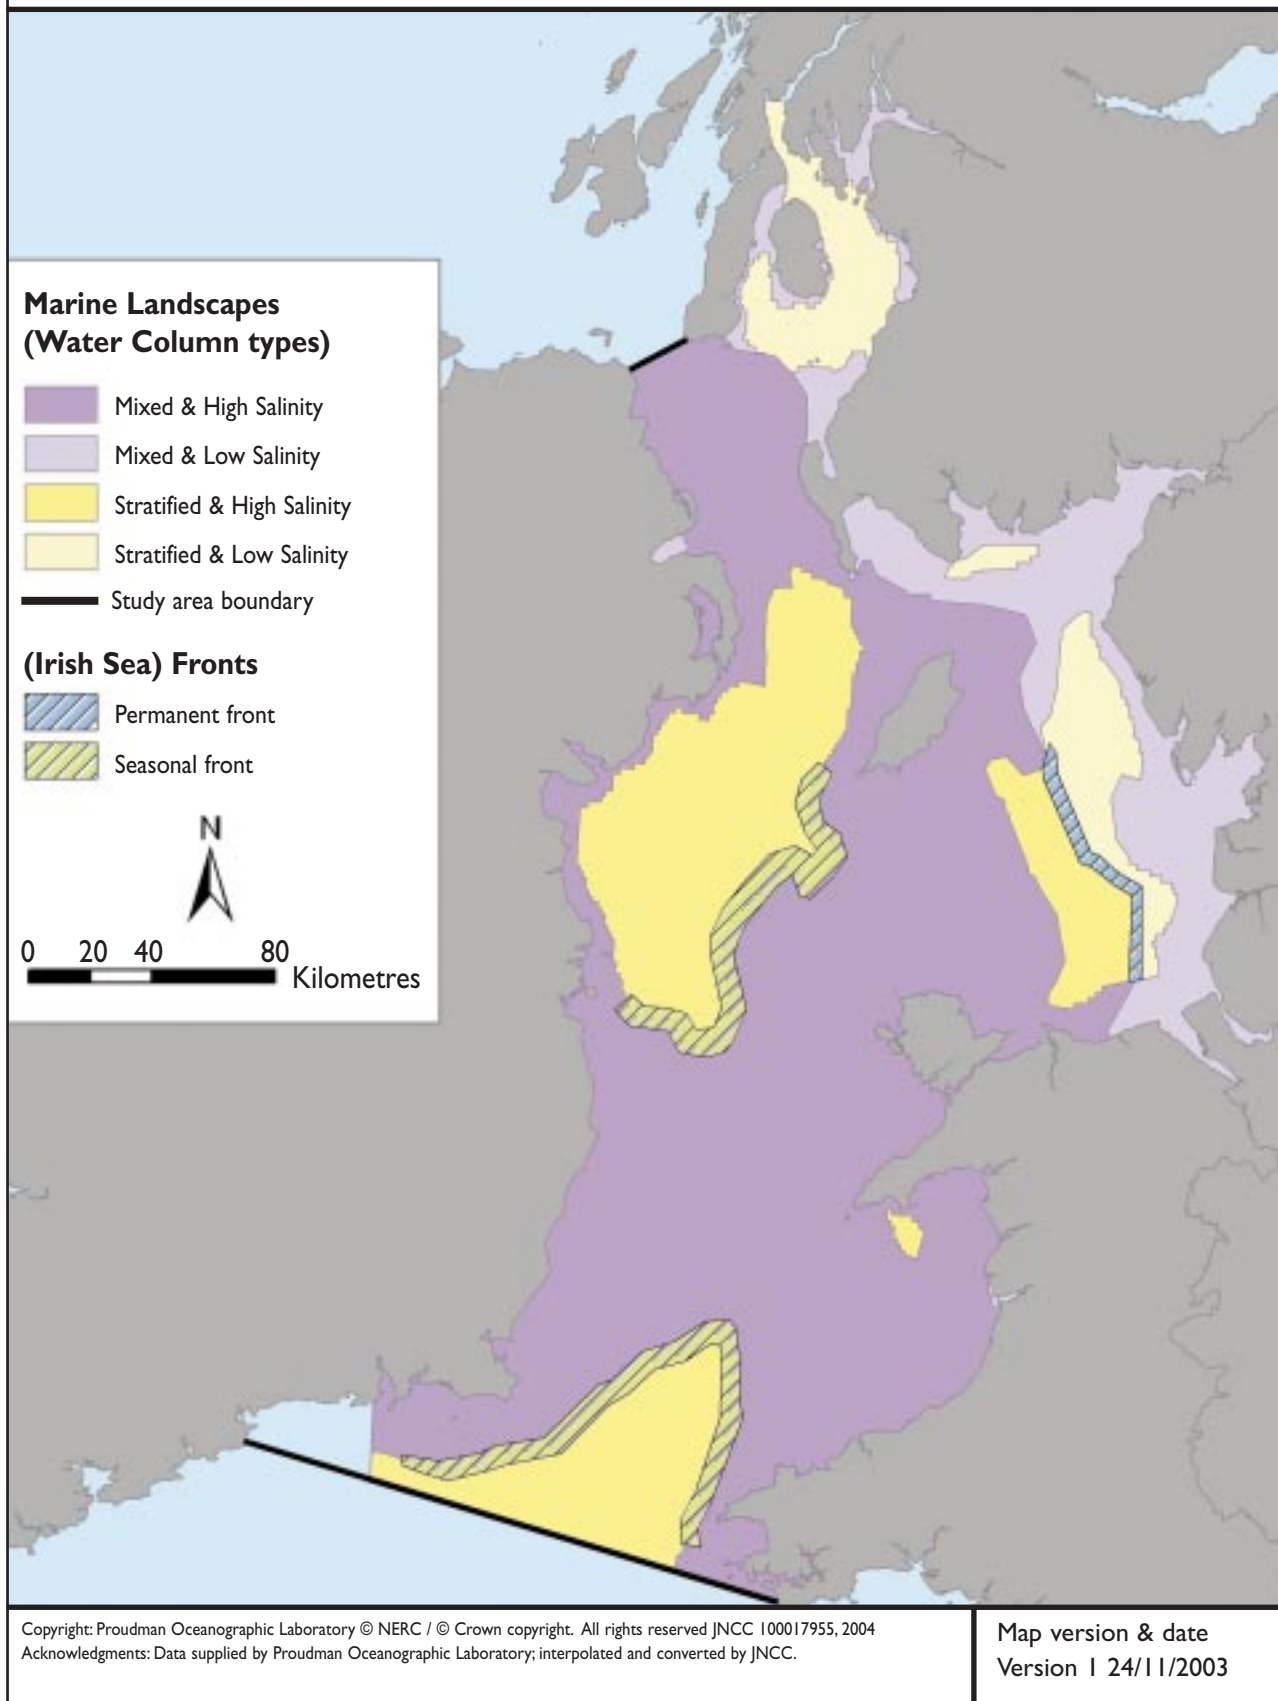 Marine Landscapes
(Water Column types)
Mixed & High Salinity
Mixed & Low Salinity
Stratified & High Salinity
Stratified & Low Salinity
Study area boundary
(Irish Sea) Fronts
Permanent front
Seasonal front
N
0 20 40 80
Kilometres
Copyright: Proudman Oceanographic Laboratory © NERC / © Crown copyright. All rights reserved JNCC 100017955, 2004
Acknowledgments: Data supplied by Proudman Oceanographic Laboratory; interpolated and converted by JNCC.
Map version & date
Version 1 24/11/2003